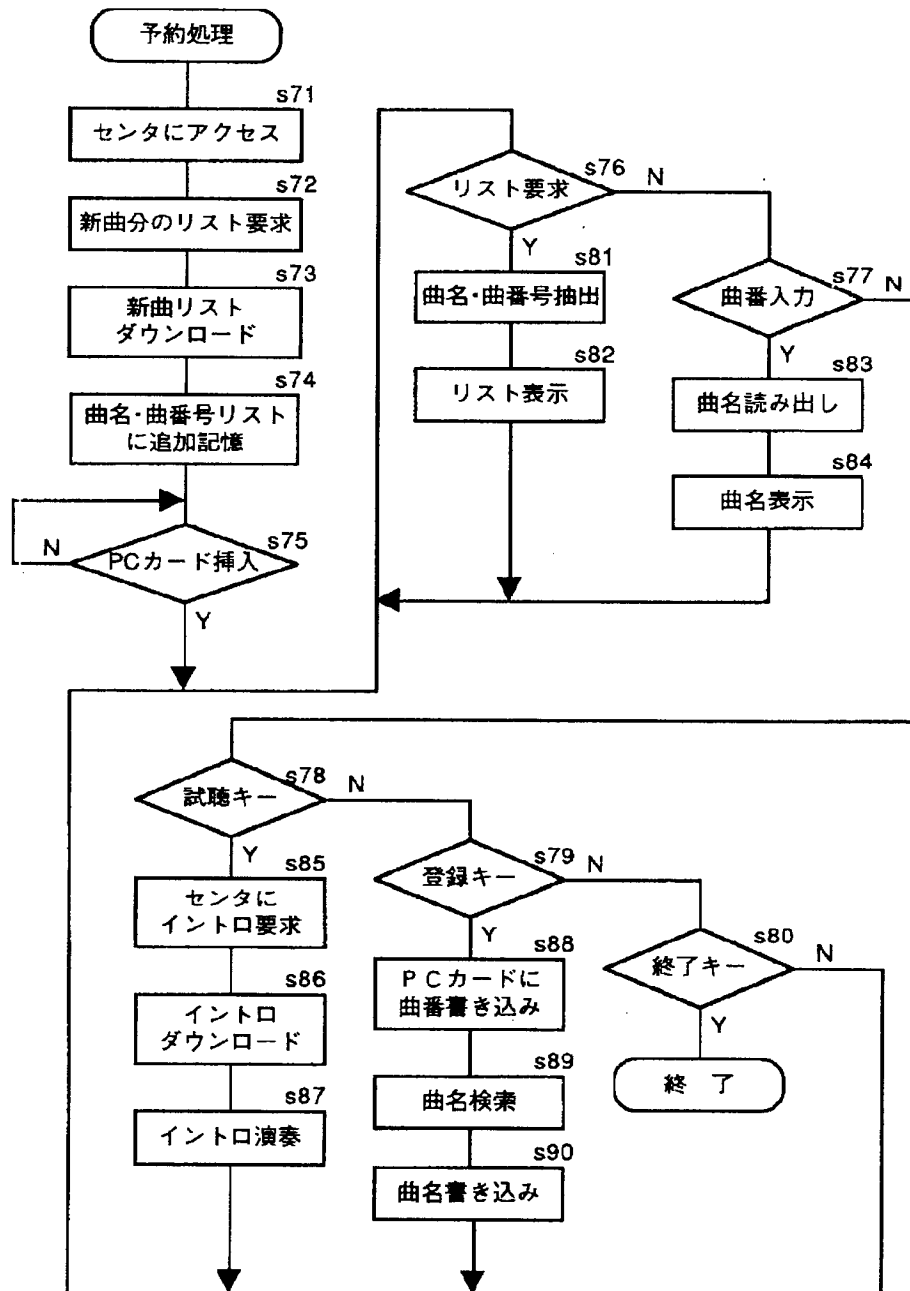 予約処理
s71
センタにアクセス
s72
新曲分のリスト要求
s73
新曲リスト
ダウンロード
s74
曲名・曲番号リスト
に追加記憶
s75
PCカード挿入
N
Y
s76
リスト要求
N
Y
s81
曲名・曲番号抽出
s82
リスト表示
s77
曲番入力
N
Y
s83
曲名読み出し
s84
曲名表示
s78
試聴キー
N
Y
s85
センタに
イントロ要求
s86
イントロ
ダウンロード
s87
イントロ演奏
s79
登録キー
N
Y
s88
PCカードに
曲番書き込み
s89
曲名検索
s90
曲名書き込み
s80
終了キー
N
Y
終 了